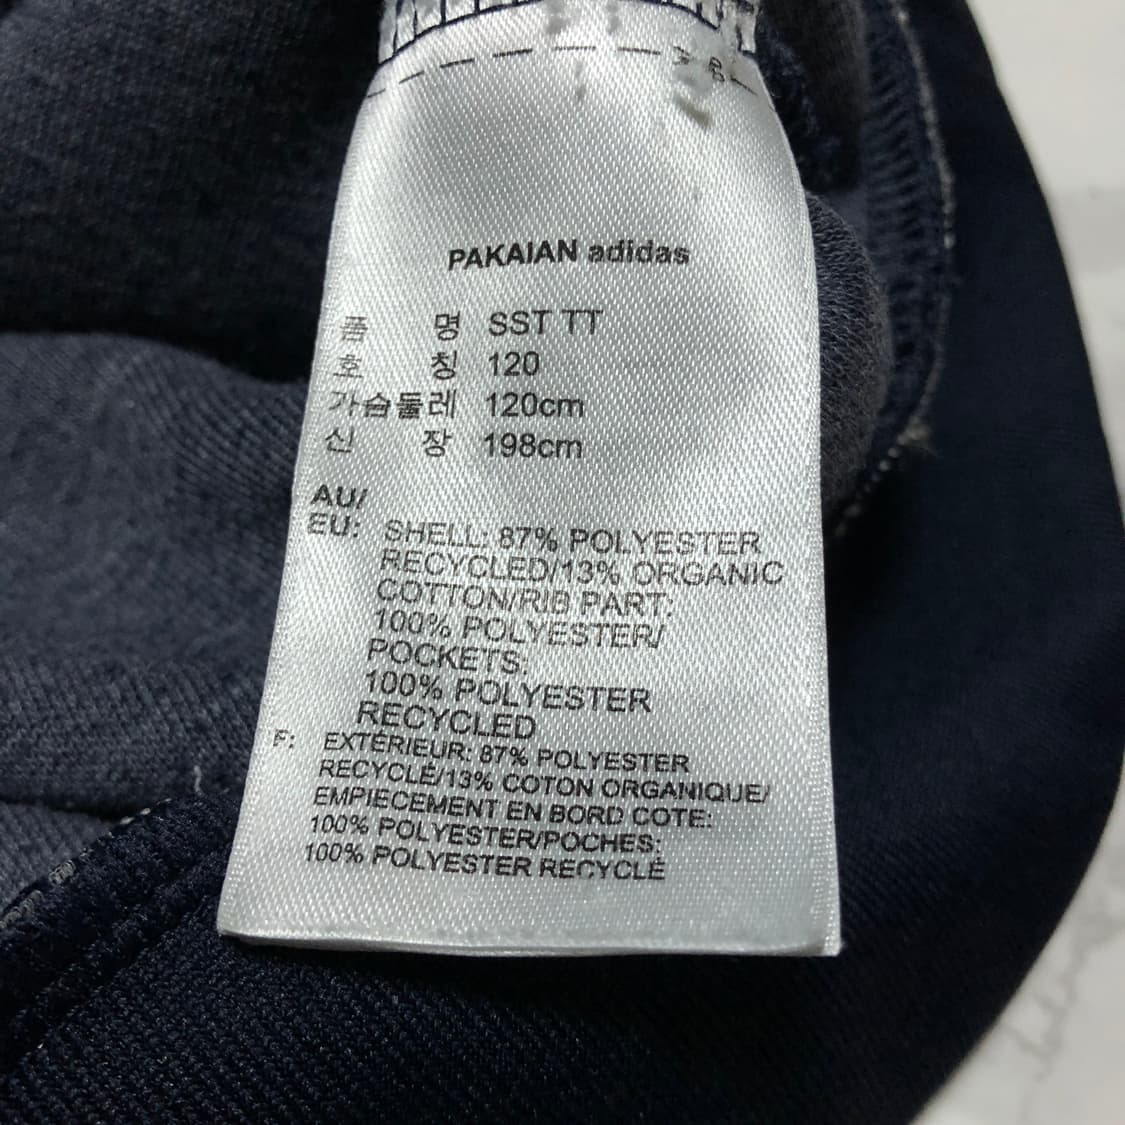 PAKAIAN adidas
품 명 SST TT
호 칭 120
가슴둘레 120cm
신 장 198cm
AU/
EU: SHELL: 87% POLYESTER
RECYCLED/13% ORGANIC
COTTON/RIB PART:
100% POLYESTER/
POCKETS:
100% POLYESTER
RECYCLED
F: EXTÉRIEUR: 87% POLYESTER
RECYCLÉ/13% COTON ORGANIQUE/
EMPIECEMENT EN BORD COTE:
100% POLYESTER/POCHES:
100% POLYESTER RECYCLÉ